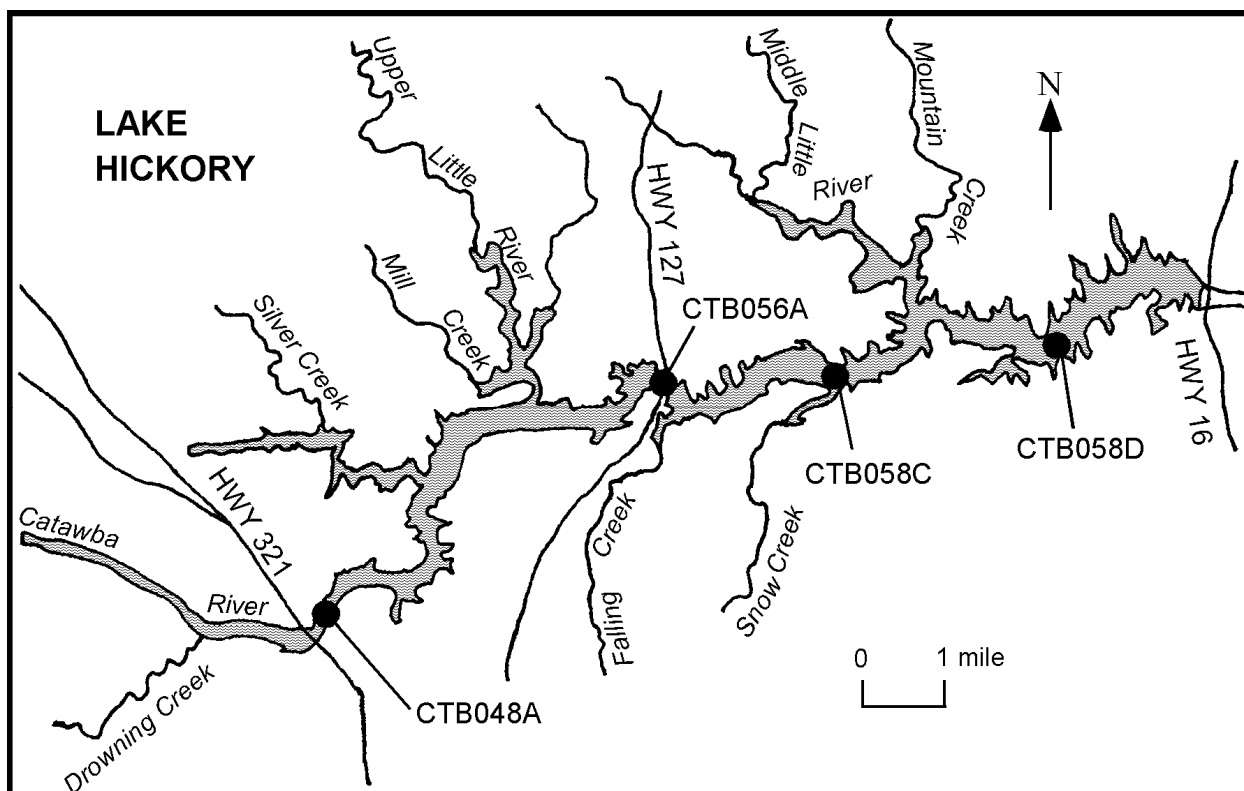 LAKE
HICKORY
Upper
Little
River
Middle
Little
River
Mountain
Creek
N
HWY 127
Mill
Creek
Silver Creek
CTB056A
HWY 16
CTB058D
CTB058C
HWY 321
Catawba
River
Falling
Creek
Snow Creek
0 1 mile
CTB048A
Drowning Creek